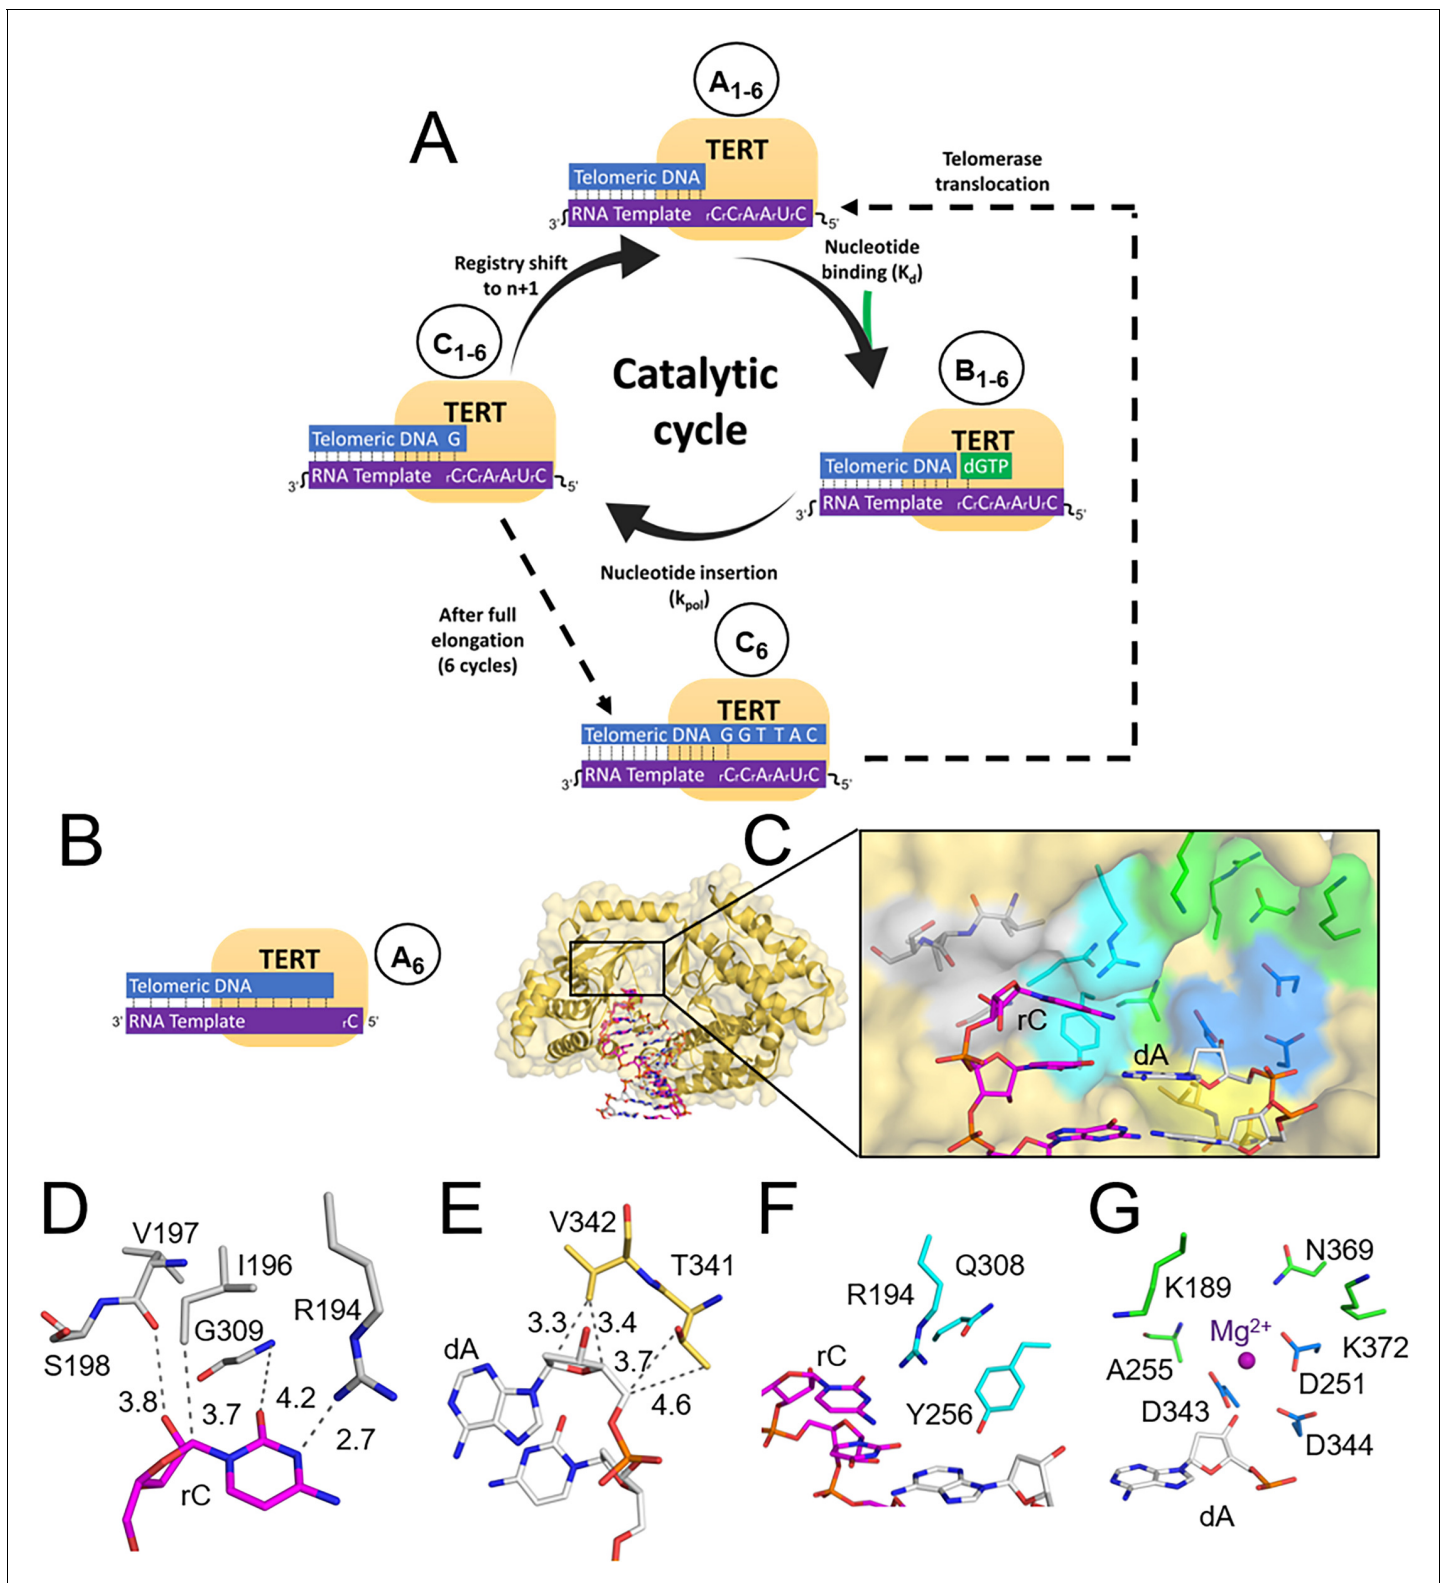 A
A1-6
TERT
Telomeric DNA
RNA Template rCrCrArArUrC
3'
5'
Telomerase
translocation
Nucleotide
binding (Kd)
Registry shift
to n+1
C1-6
TERT
Telomeric DNA G
RNA Template rCrCrArArUrC
3'
5'
Catalytic
cycle
B1-6
TERT
Telomeric DNA dGTP
RNA Template rCrCrArArUrC
3'
5'
Nucleotide insertion
(kpol)
After full
elongation
(6 cycles)
C6
TERT
Telomeric DNA G G T T A C
RNA Template rCrCrArArUrC
3'
5'
B
A6
TERT
Telomeric DNA
RNA Template rC
3'
5'
C
rC
dA
D
V197
I196
R194
G309
S198
3.8
3.7
4.2
2.7
rC
E
V342
T341
3.3
3.4
3.7
4.6
dA
F
Q308
R194
rC
Y256
G
N369
K189
Mg2+
K372
A255
D251
D343
D344
dA